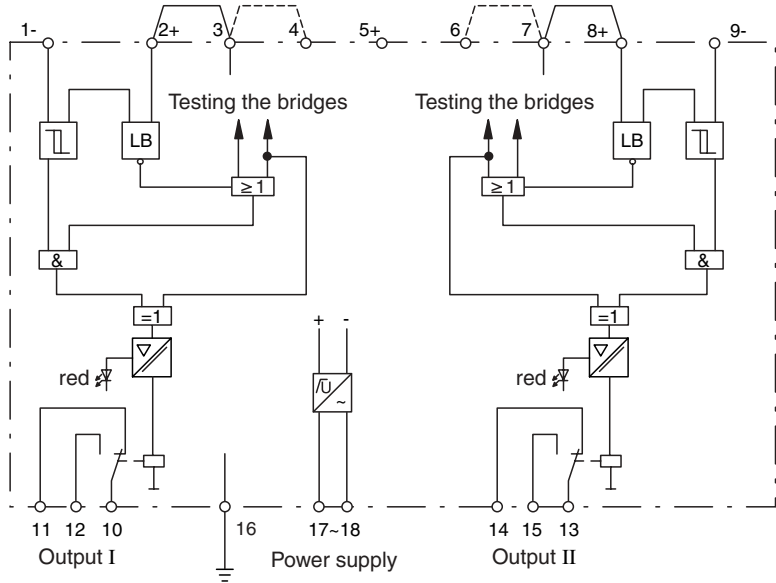 1- 2+ 3 4 5+ 6 7 8+ 9-
Testing the bridges Testing the bridges
LB LB
≥ 1 ≥ 1
& &
=1 =1
+ -
red red
/Ū
~
11 12 10 16 17~18 14 15 13
Output I Power supply Output II